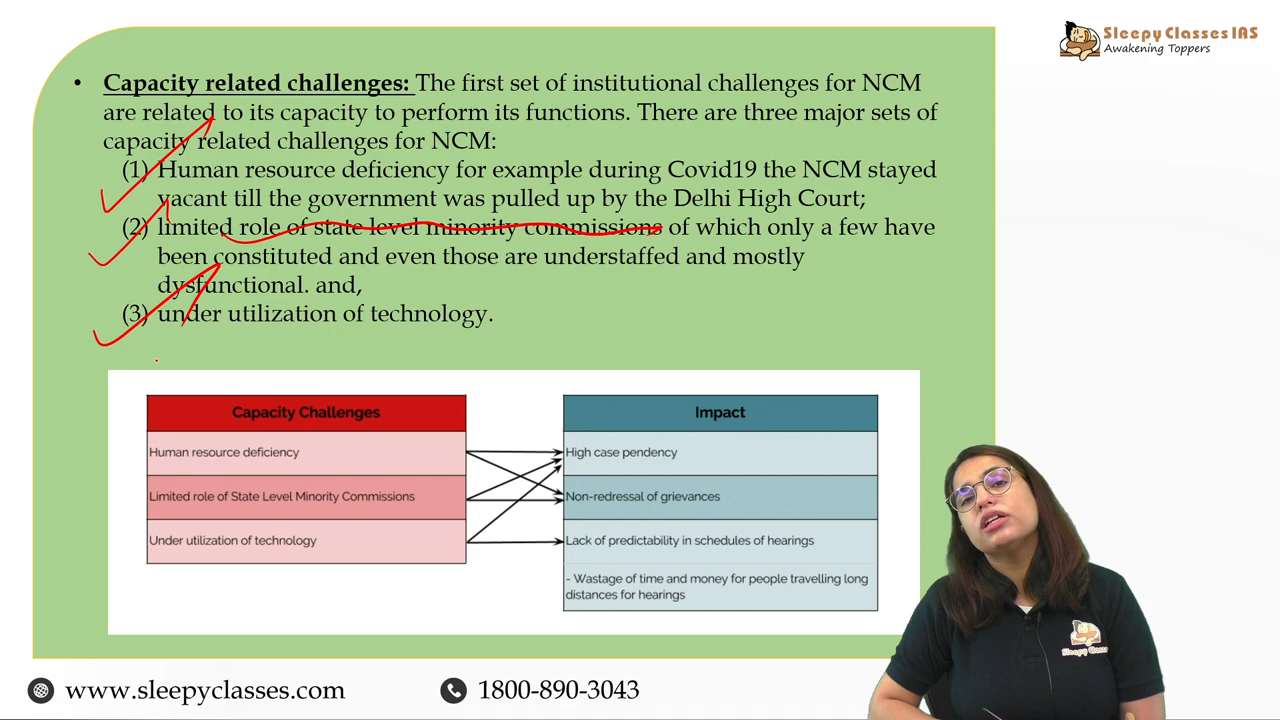 Sleepy Classes IAS
Awakening Toppers
• Capacity related challenges: The first set of institutional challenges for NCM
are related to its capacity to perform its functions. There are three major sets of
capacity related challenges for NCM:
(1) Human resource deficiency for example during Covid19 the NCM stayed
vacant till the government was pulled up by the Delhi High Court;
(2) limited role of state level minority commissions of which only a few have
been constituted and even those are understaffed and mostly
dysfunctional. and,
(3) under utilization of technology.
Capacity Challenges
Human resource deficiency
Limited role of State Level Minority Commissions
Under utilization of technology
Impact
High case pendency
Non-redressal of grievances
Lack of predictability in schedules of hearings
- Wastage of time and money for people travelling long
distances for hearings
Sleepy Classes
www.sleepyclasses.com
1800-890-3043